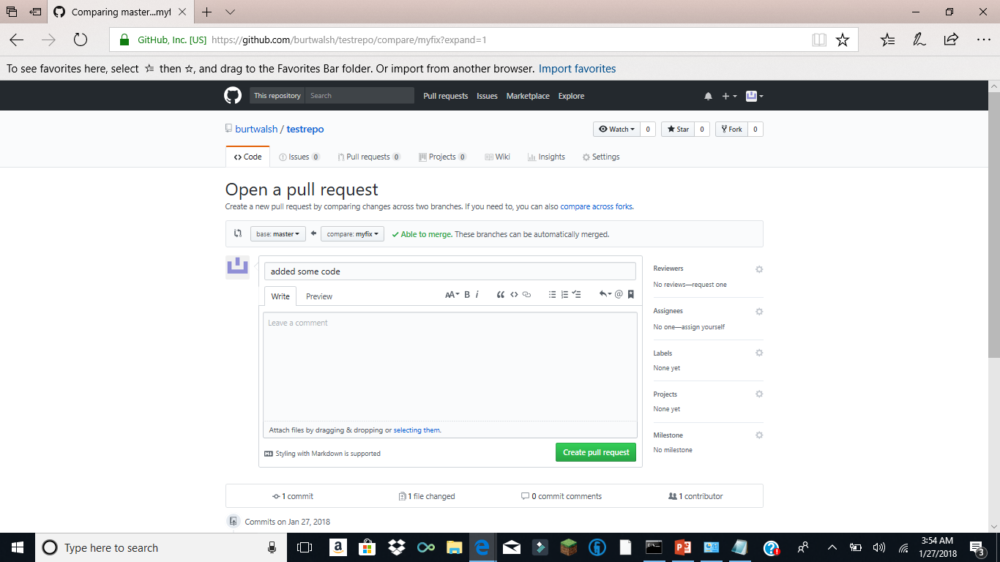 Comparing master...myf
GitHub, Inc. [US] https://github.com/burtwalsh/testrepo/compare/myfix?expand=1
To see favorites here, select then ☆, and drag to the Favorites Bar folder. Or import from another browser. Import favorites
This repository Search Pull requests Issues Marketplace Explore
burtwalsh / testrepo Watch 0 Star 0 Fork 0
Code Issues 0 Pull requests 0 Projects 0 Wiki Insights Settings
Open a pull request
Create a new pull request by comparing changes across two branches. If you need to, you can also compare across forks.
base: master compare: myfix ✓ Able to merge. These branches can be automatically merged.
added some code
Write Preview AA B i “ <> @
Leave a comment
Attach files by dragging & dropping or selecting them.
Styling with Markdown is supported Create pull request
Reviewers
No reviews—request one
Assignees
No one—assign yourself
Labels
None yet
Projects
None yet
Milestone
No milestone
1 commit 1 file changed 0 commit comments 1 contributor
Commits on Jan 27, 2018
Type here to search
3:54 AM
1/27/2018
3